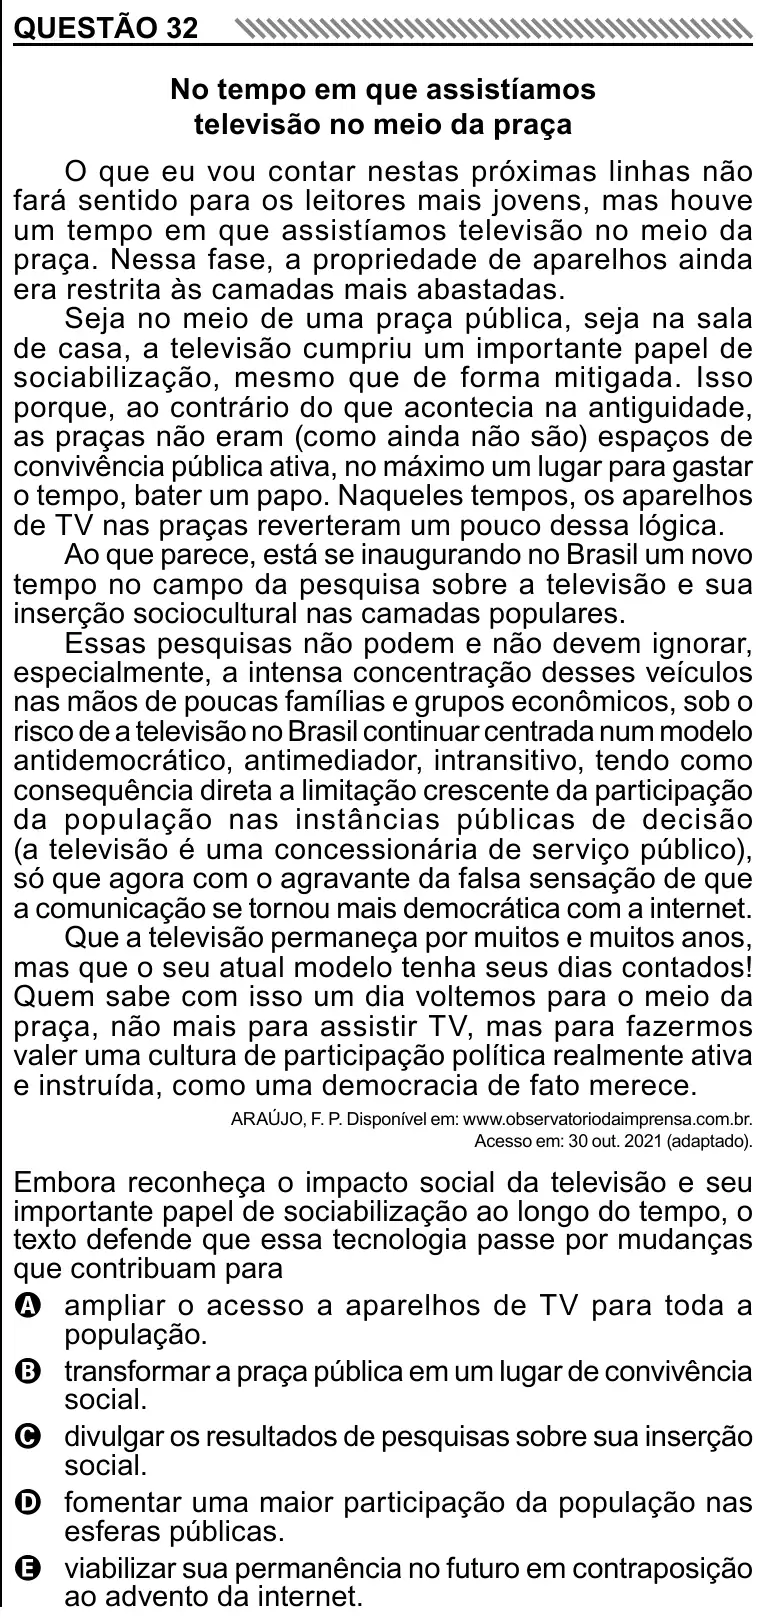 QUESTÃO 32
No tempo em que assistíamos
televisão no meio da praça
O que eu vou contar nestas próximas linhas não
fará sentido para os leitores mais jovens, mas houve
um tempo em que assistíamos televisão no meio da
praça. Nessa fase, a propriedade de aparelhos ainda
era restrita às camadas mais abastadas.
Seja no meio de uma praça pública, seja na sala
de casa, a televisão cumpriu um importante papel de
sociabilização, mesmo que de forma mitigada. Isso
porque, ao contrário do que acontecia na antiguidade,
as praças não eram (como ainda não são) espaços de
convivência pública ativa, no máximo um lugar para gastar
o tempo, bater um papo. Naqueles tempos, os aparelhos
de TV nas praças reverteram um pouco dessa lógica.
Ao que parece, está se inaugurando no Brasil um novo
tempo no campo da pesquisa sobre a televisão e sua
inserção sociocultural nas camadas populares.
Essas pesquisas não podem e não devem ignorar,
especialmente, a intensa concentração desses veículos
nas mãos de poucas famílias e grupos econômicos, sob o
risco de a televisão no Brasil continuar centrada num modelo
antidemocrático, antimediador, intransitivo, tendo como
consequência direta a limitação crescente da participação
da população nas instâncias públicas de decisão
(a televisão é uma concessionária de serviço público),
só que agora com o agravante da falsa sensação de que
a comunicação se tornou mais democrática com a internet.
Que a televisão permaneça por muitos e muitos anos,
mas que o seu atual modelo tenha seus dias contados!
Quem sabe com isso um dia voltemos para o meio da
praça, não mais para assistir TV, mas para fazermos
valer uma cultura de participação política realmente ativa
e instruída, como uma democracia de fato merece.
ARAÚJO, F. P. Disponível em: www.observatoriodaimprensa.com.br.
Acesso em: 30 out. 2021 (adaptado).
Embora reconheça o impacto social da televisão e seu
importante papel de sociabilização ao longo do tempo, o
texto defende que essa tecnologia passe por mudanças
que contribuam para
A ampliar o acesso a aparelhos de TV para toda a
população.
B transformar a praça pública em um lugar de convivência
social.
C divulgar os resultados de pesquisas sobre sua inserção
social.
D fomentar uma maior participação da população nas
esferas públicas.
E viabilizar sua permanência no futuro em contraposição
ao advento da internet.